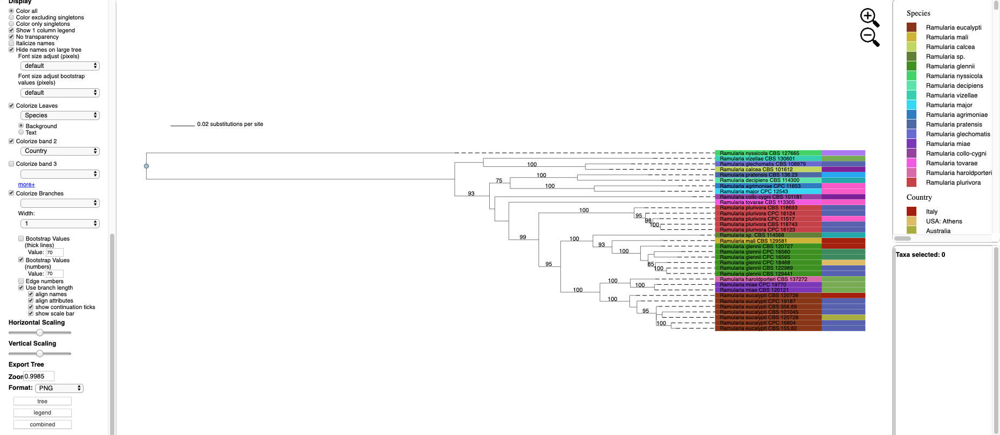 Display
Color all
Color excluding singletons
Color only singletons
Show 1 column legend
No transparency
Italicize names
Hide names on large tree
Font size adjust (pixels)
default
Font size adjust bootstrap
values (pixels)
default
Colorize Leaves
Species
Background
Text
Colorize band 2
Country
Colorize band 3
more+
Colorize Branches
Width:
1
Bootstrap Values
(thick lines)
Value: 70
Bootstrap Values
(numbers)
Value: 70
Edge numbers
Use branch length
align names
align attributes
show continuation ticks
show scale bar
Horizontal Scaling
Vertical Scaling
Export Tree
Zoom 0.9985
Format: PNG
tree
legend
combined
0.02 substitutions per site
Ramularia nyssicola CBS 127665
Ramularia vizellae CBS 130601
100
Ramularia glechomatis CBS 108979
Ramularia calcea CBS 101612
100
Ramularia pratensis CBS 136.23
75
Ramularia decipiens CBS 114300
100
Ramularia agrimoniae CPC 11653
Ramularia major CPC 12543
93
Ramularia collo-cygni CBS 101181
Ramularia tovarae CBS 113305
Ramularia plurivora CBS 118693
100
Ramularia plurivora CPC 16124
95
Ramularia plurivora CPC 11517
98
Ramularia plurivora CBS 118743
100
Ramularia plurivora CPC 16123
Ramularia sp. CBS 114568
99
100
Ramularia mali CBS 129581
93
Ramularia glennii CBS 120727
100
Ramularia glennii CPC 16560
Ramularia glennii CPC 16565
95
85
Ramularia glennii CPC 18468
100
Ramularia glennii CBS 122989
Ramularia glennii CBS 129441
100
Ramularia haroldporteri CBS 137272
100
Ramularia miae CPC 19770
100
Ramularia miae CBS 120121
Ramularia eucalypti CBS 120726
100
Ramularia eucalypti CPC 19187
Ramularia eucalypti CBS 356.69
95
Ramularia eucalypti CBS 101045
Ramularia eucalypti CBS 120728
100
Ramularia eucalypti CPC 16804
Ramularia eucalypti CBS 155.82
Species
Ramularia eucalypti
Ramularia mali
Ramularia calcea
Ramularia sp.
Ramularia glennii
Ramularia nyssicola
Ramularia decipiens
Ramularia vizellae
Ramularia major
Ramularia agrimoniae
Ramularia pratensis
Ramularia glechomatis
Ramularia miae
Ramularia collo-cygni
Ramularia tovarae
Ramularia haroldporteri
Ramularia plurivora
Country
Italy
USA: Athens
Australia
Taxa selected: 0